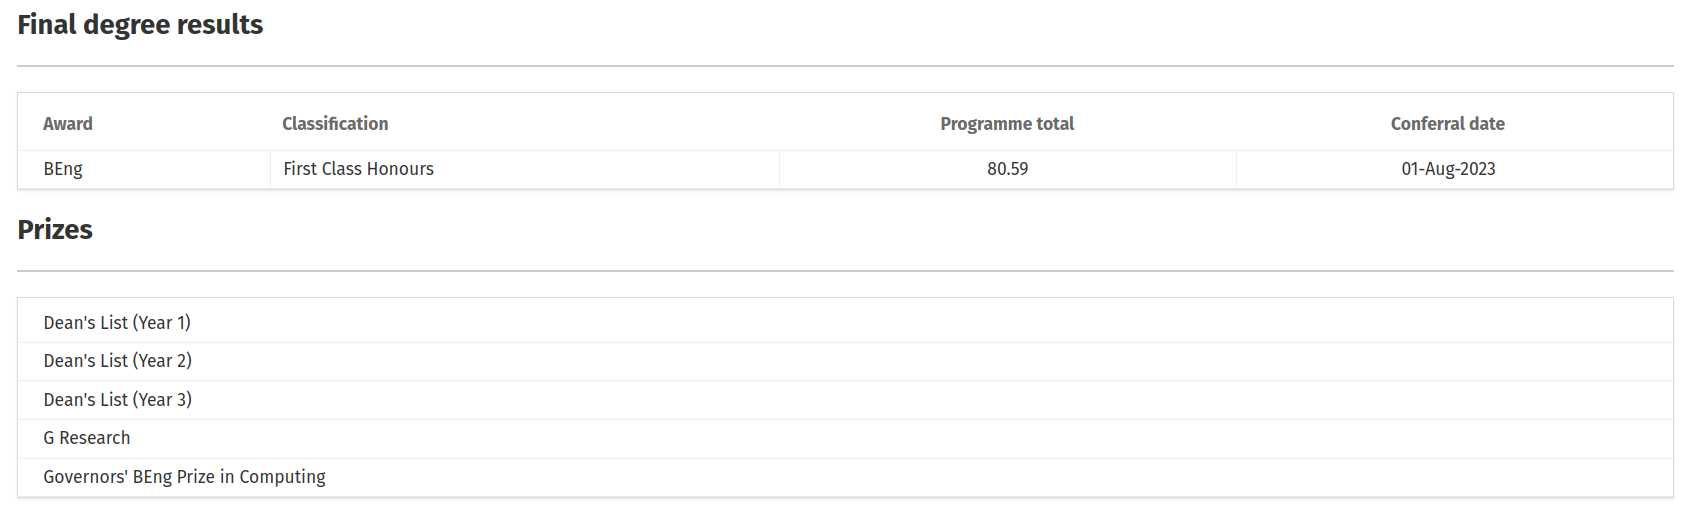 Final degree results
Award Classification Programme total Conferral date
BEng First Class Honours 80.59 01-Aug-2023
Prizes
Dean's List (Year 1)
Dean's List (Year 2)
Dean's List (Year 3)
G Research
Governors' BEng Prize in Computing